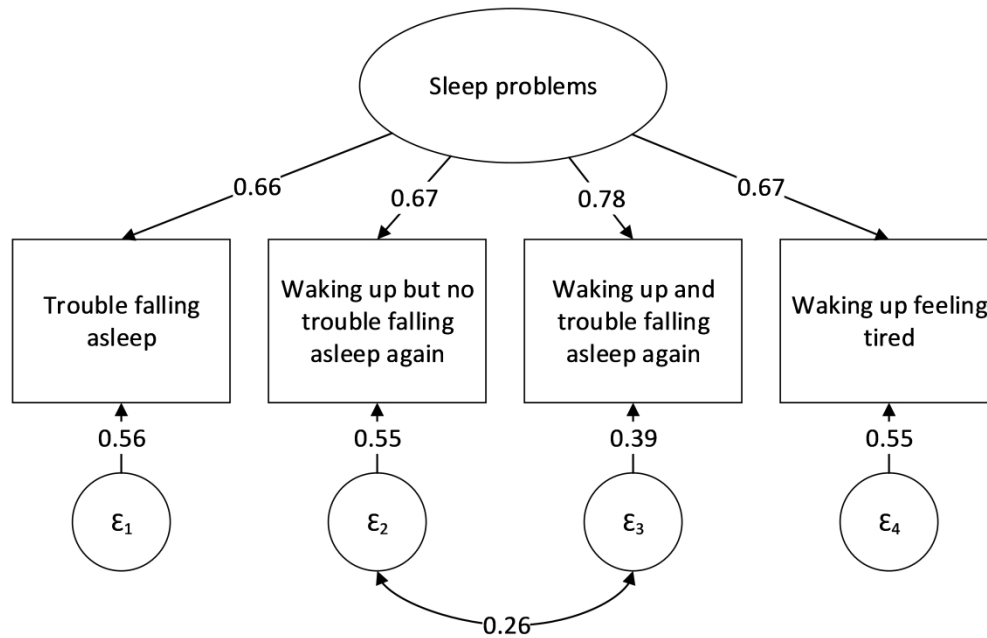 Sleep problems
0.66
0.67
0.78
0.67
Trouble falling
asleep
Waking up but no
trouble falling
asleep again
Waking up and
trouble falling
asleep again
Waking up feeling
tired
0.56
0.55
0.39
0.55
ε₁
ε₂
ε₃
ε₄
0.26